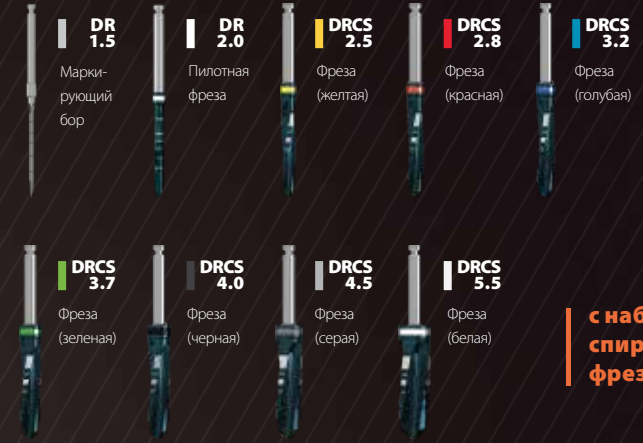 DR
1.5
Марки-
рующий
бор
DR
2.0
Пилотная
фреза
DRCS
2.5
Фреза
(желтая)
DRCS
2.8
Фреза
(красная)
DRCS
3.2
Фреза
(голубая)
DRCS
3.7
Фреза
(зеленая)
DRCS
4.0
Фреза
(черная)
DRCS
4.5
Фреза
(серая)
DRCS
5.5
Фреза
(белая)
с